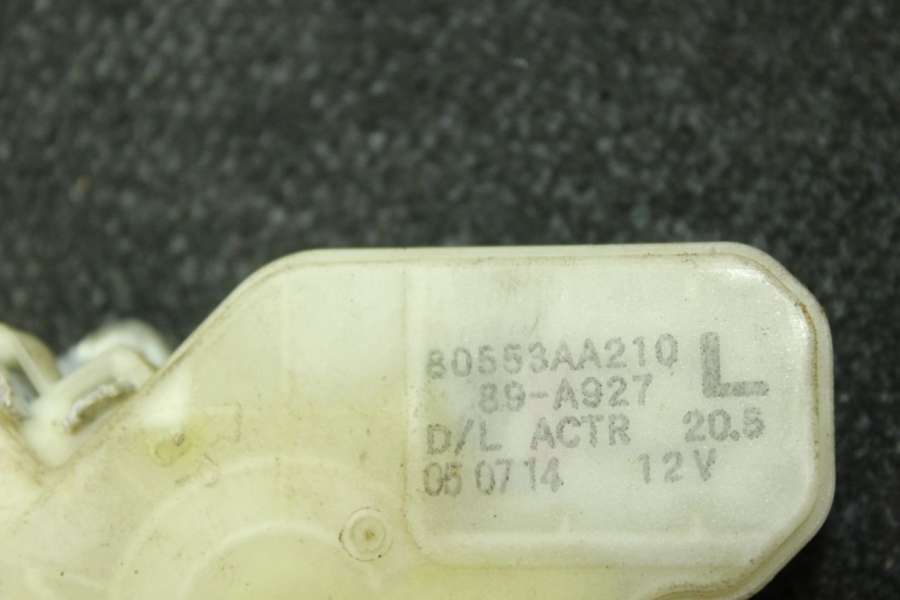 80553AA210 L
89-A927
D/L ACTR 20.5
05 07 14 12V